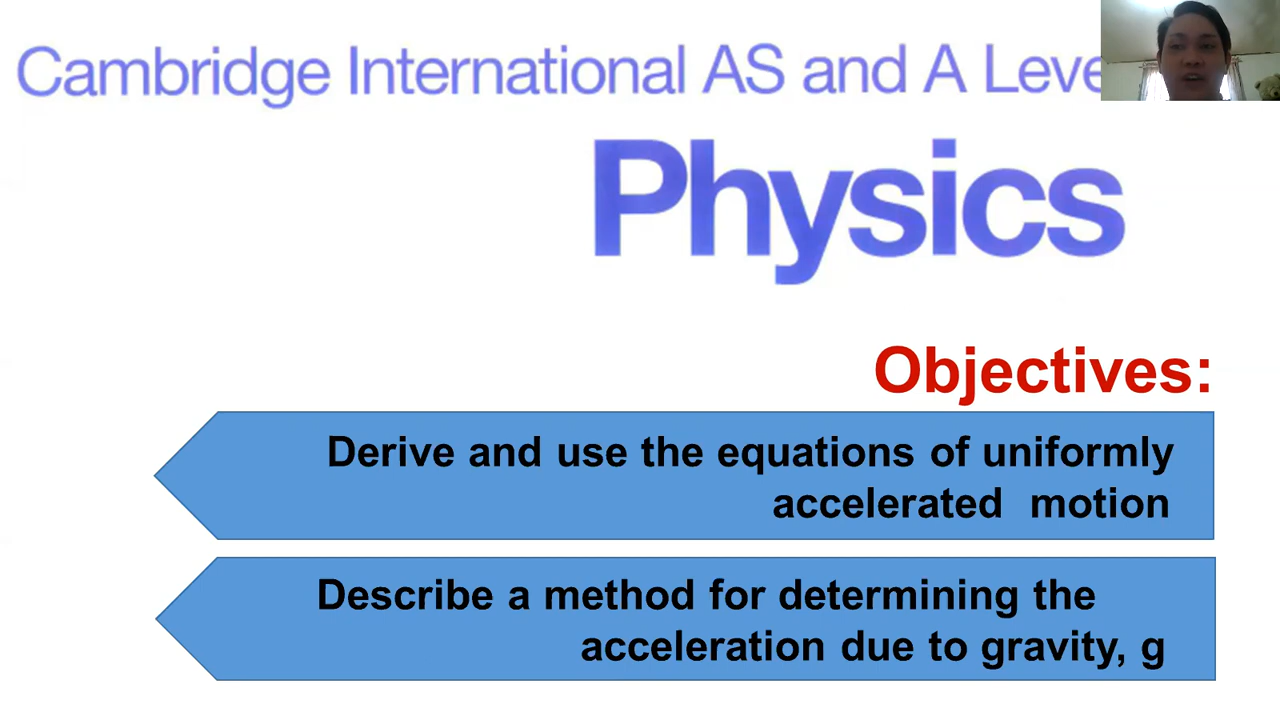 Cambridge International AS and A Leve
Physics
Objectives:
Derive and use the equations of uniformly
accelerated motion
Describe a method for determining the
acceleration due to gravity, g